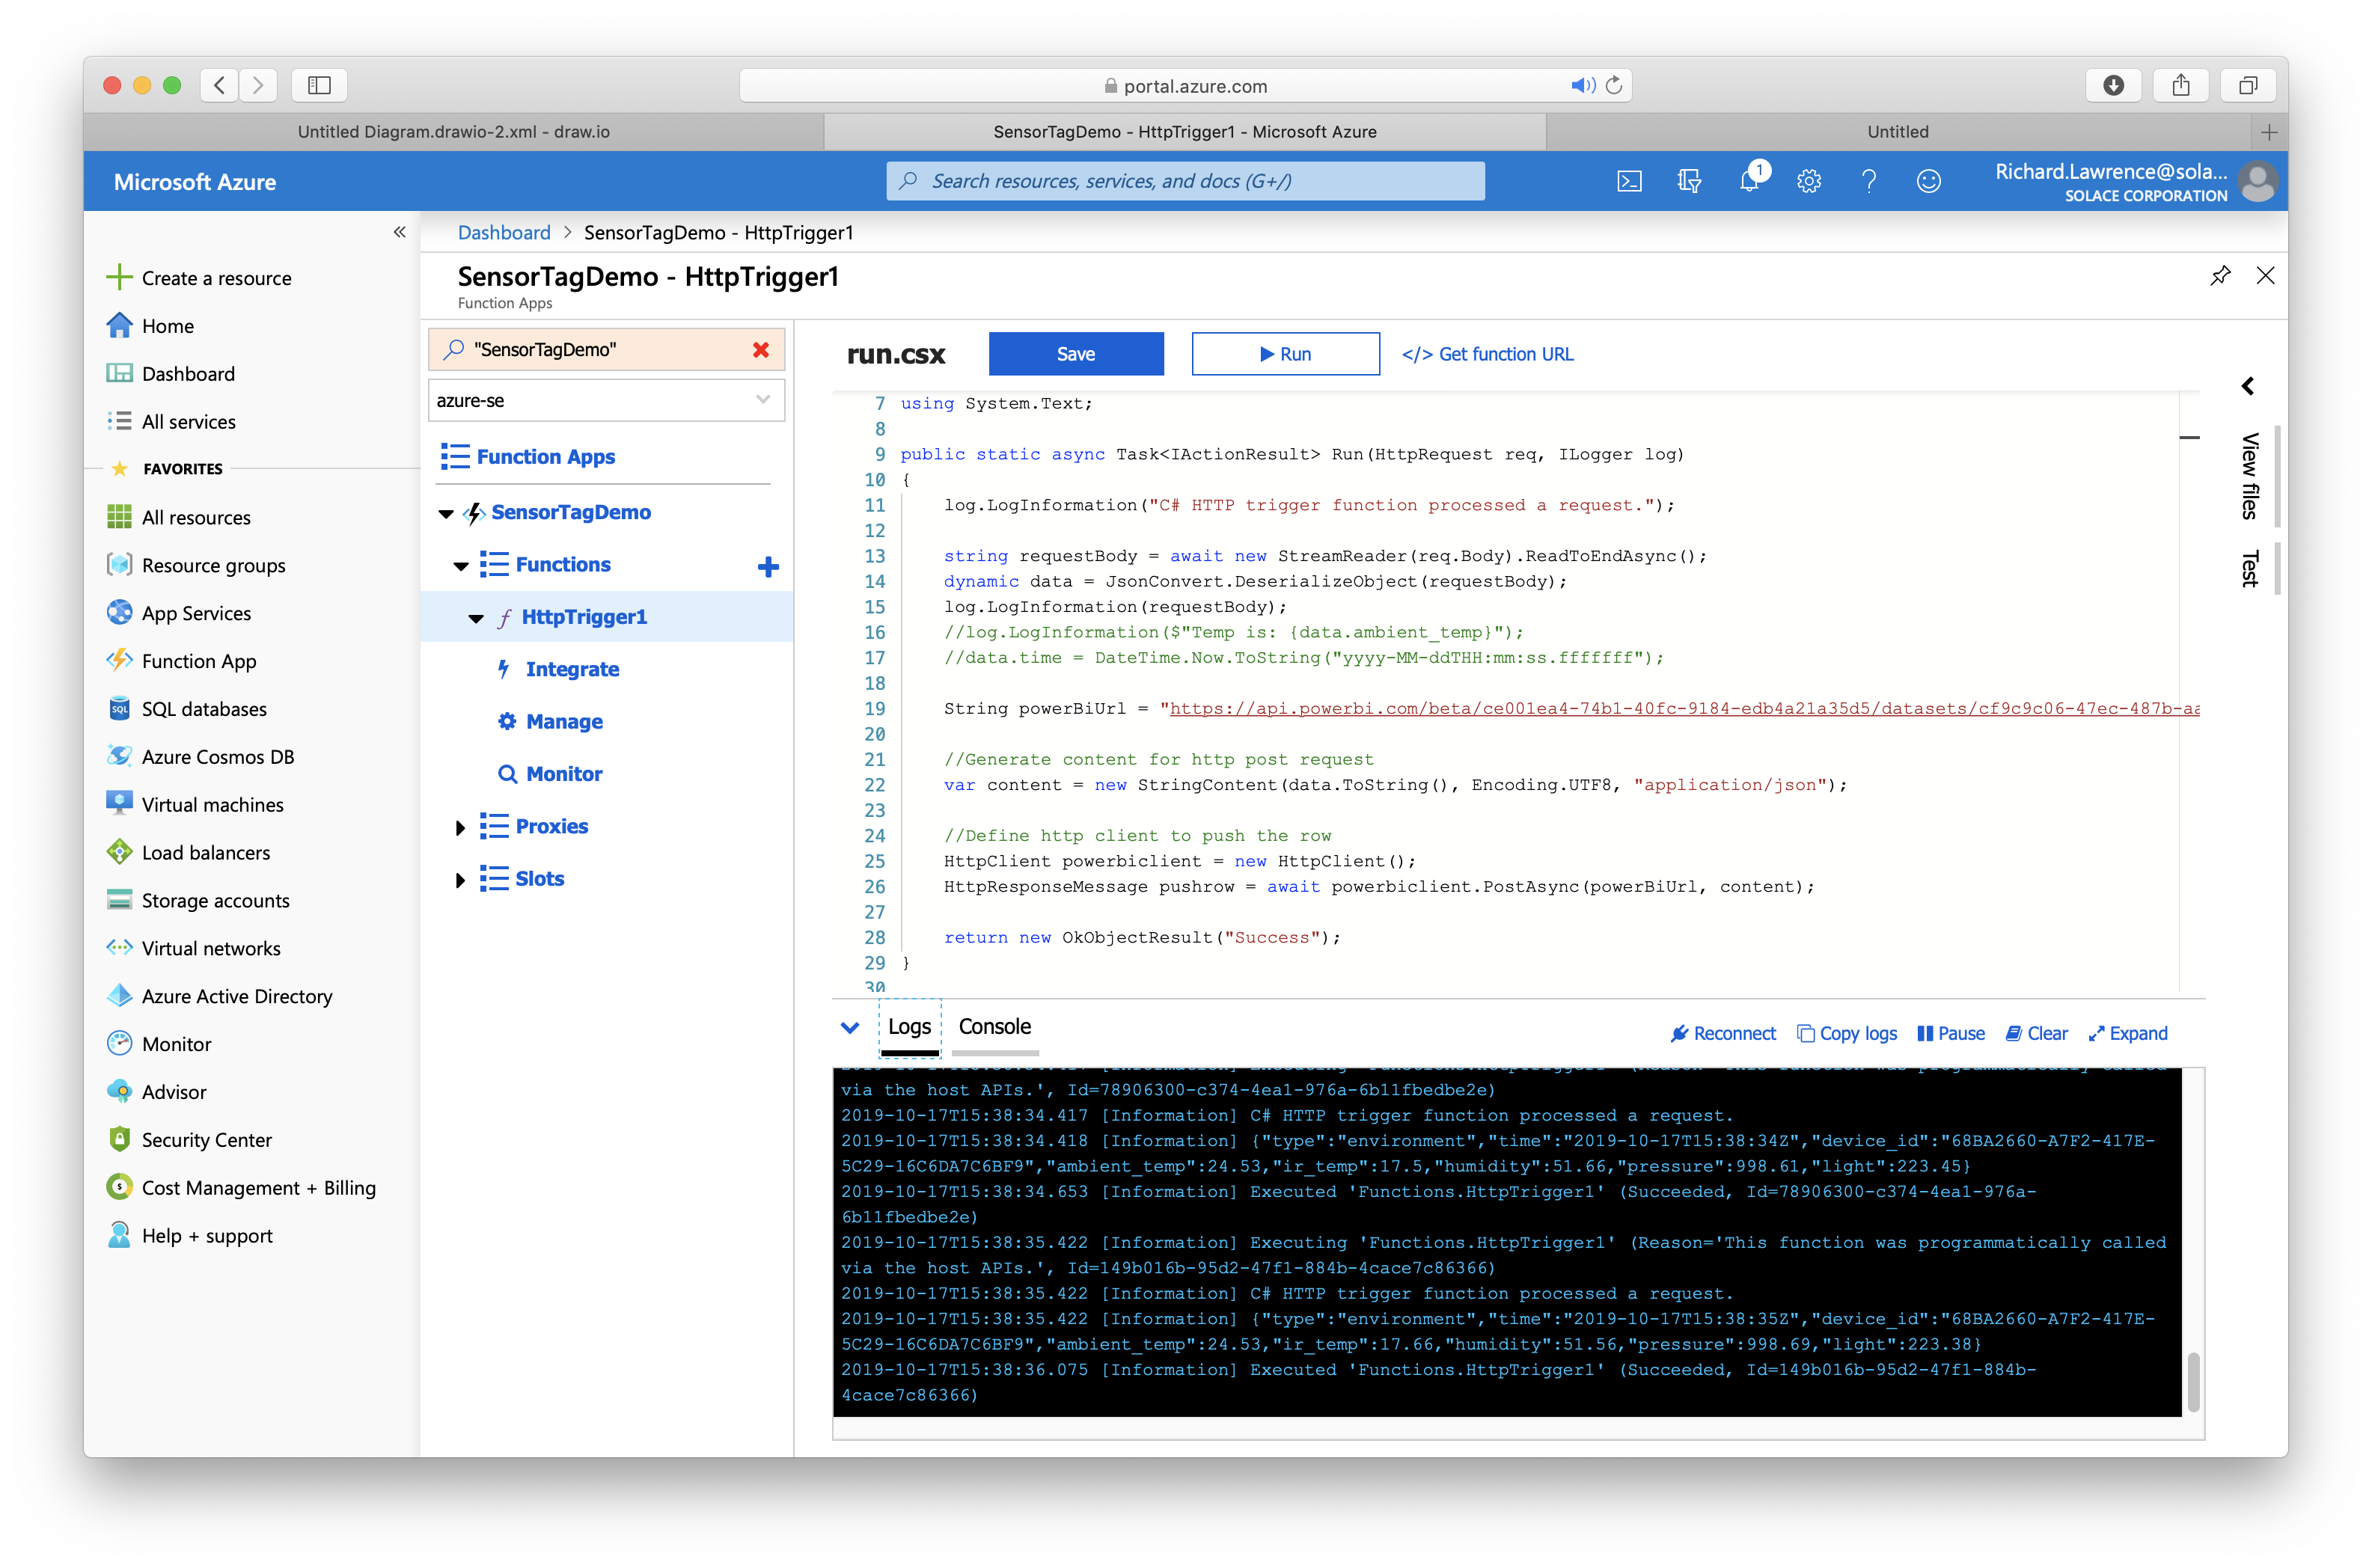 portal.azure.com
Untitled Diagram.drawio-2.xml - draw.io
SensorTagDemo - HttpTrigger1 - Microsoft Azure
Untitled
Microsoft Azure
Search resources, services, and docs (G+/)
1
Richard.Lawrence@sola...
SOLACE CORPORATION
Create a resource
Home
Dashboard
All services
FAVORITES
All resources
Resource groups
App Services
Function App
SQL databases
Azure Cosmos DB
Virtual machines
Load balancers
Storage accounts
Virtual networks
Azure Active Directory
Monitor
Advisor
Security Center
Cost Management + Billing
Help + support
Dashboard > SensorTagDemo - HttpTrigger1
SensorTagDemo - HttpTrigger1
Function Apps
"SensorTagDemo"
azure-se
Function Apps
SensorTagDemo
Functions
HttpTrigger1
Integrate
Manage
Monitor
Proxies
Slots
run.csx
Save
Run
</> Get function URL
View files
Test
7 using System.Text;
8
9 public static async Task<IActionResult> Run(HttpRequest req, ILogger log)
10 {
11 log.LogInformation("C# HTTP trigger function processed a request.");
12
13 string requestBody = await new StreamReader(req.Body).ReadToEndAsync();
14 dynamic data = JsonConvert.DeserializeObject(requestBody);
15 log.LogInformation(requestBody);
16 //log.LogInformation($"Temp is: {data.ambient_temp}");
17 //data.time = DateTime.Now.ToString("yyyy-MM-ddTHH:mm:ss.fffffff");
18
19 String powerBiUrl = "https://api.powerbi.com/beta/ce001ea4-74b1-40fc-9184-edb4a21a35d5/datasets/cf9c9c06-47ec-487b-aa
20
21 //Generate content for http post request
22 var content = new StringContent(data.ToString(), Encoding.UTF8, "application/json");
23
24 //Define http client to push the row
25 HttpClient powerbiclient = new HttpClient();
26 HttpResponseMessage pushrow = await powerbiclient.PostAsync(powerBiUrl, content);
27
28 return new OkObjectResult("Success");
29 }
30
Logs
Console
Reconnect
Copy logs
Pause
Clear
Expand
via the host APIs.', Id=78906300-c374-4ea1-976a-6b11fbedbe2e)
2019-10-17T15:38:34.417 [Information] C# HTTP trigger function processed a request.
2019-10-17T15:38:34.418 [Information] {"type":"environment","time":"2019-10-17T15:38:34Z","device_id":"68BA2660-A7F2-417E-
5C29-16C6DA7C6BF9","ambient_temp":24.53,"ir_temp":17.5,"humidity":51.66,"pressure":998.61,"light":223.45}
2019-10-17T15:38:34.653 [Information] Executed 'Functions.HttpTrigger1' (Succeeded, Id=78906300-c374-4ea1-976a-
6b11fbedbe2e)
2019-10-17T15:38:35.422 [Information] Executing 'Functions.HttpTrigger1' (Reason='This function was programmatically called
via the host APIs.', Id=149b016b-95d2-47f1-884b-4cace7c86366)
2019-10-17T15:38:35.422 [Information] C# HTTP trigger function processed a request.
2019-10-17T15:38:35.422 [Information] {"type":"environment","time":"2019-10-17T15:38:35Z","device_id":"68BA2660-A7F2-417E-
5C29-16C6DA7C6BF9","ambient_temp":24.53,"ir_temp":17.66,"humidity":51.56,"pressure":998.69,"light":223.38}
2019-10-17T15:38:36.075 [Information] Executed 'Functions.HttpTrigger1' (Succeeded, Id=149b016b-95d2-47f1-884b-
4cace7c86366)